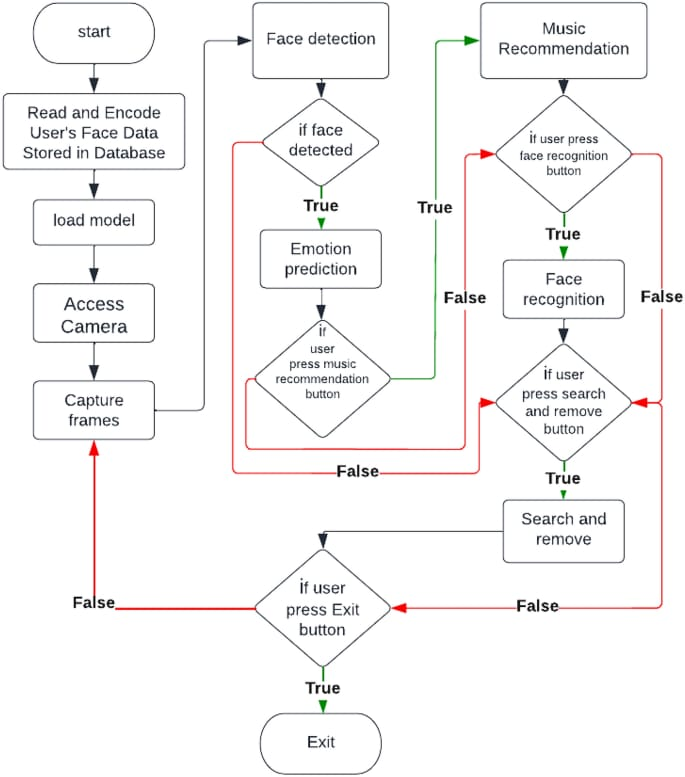 start
Read and Encode
User's Face Data
Stored in Database
load model
Access
Camera
Capture
frames
False
Face detection
if face
detected
True
Emotion
prediction
if
user
press music
recommendation
button
True
False
False
Music
Recommendation
if user press
face recognition
button
True
False
Face
recognition
if user
press search
and remove
button
True
Search and
remove
False
if user
press Exit
button
True
Exit